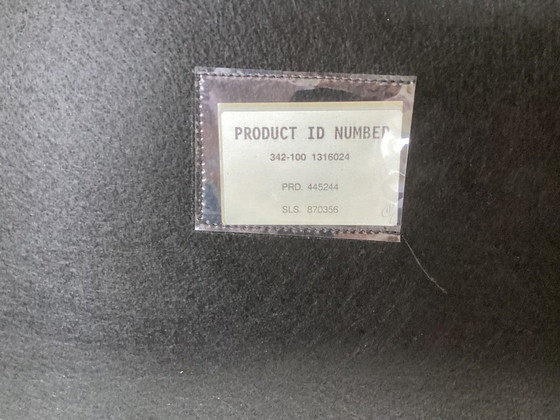 PRODUCT ID NUMBER
342-100 1316024
PRD. 445244
SLS. 870356